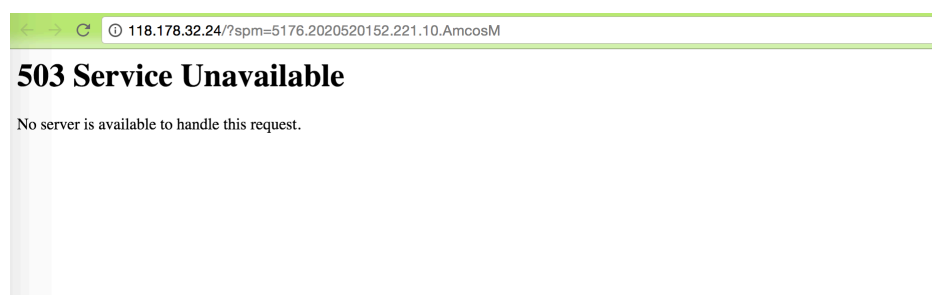 118.178.32.24/?spm=5176.2020520152.221.10.AmcosM
503 Service Unavailable
No server is available to handle this request.